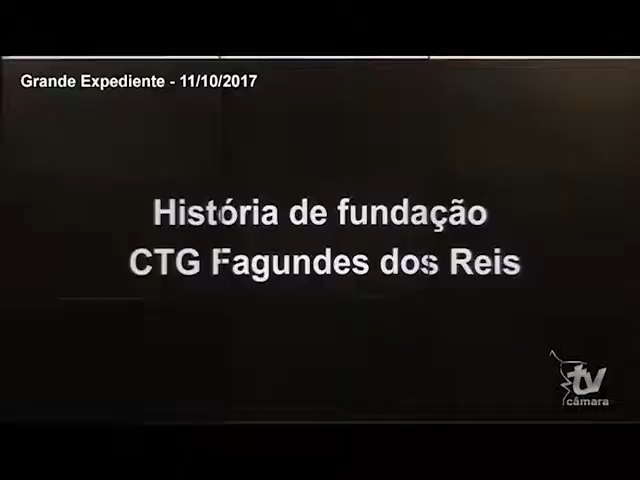 Grande Expediente - 11/10/2017
História de fundação
CTG Fagundes dos Reis
tv
câmara